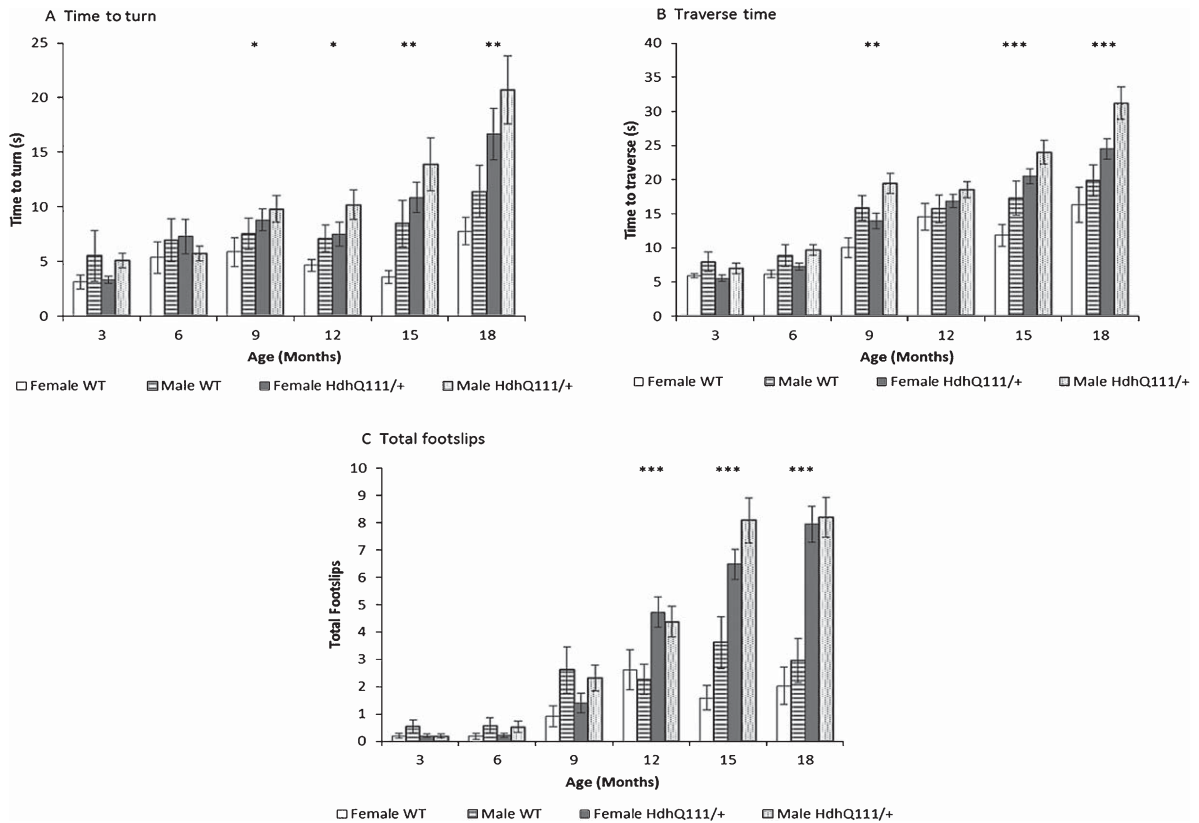 A Time to turn
25
20
15
10
5
0
Time to turn (s)
* * ** **
3 6 9 12 15 18
Age (Months)
Female WT Male WT Female HdhQ111/+ Male HdhQ111/+
B Traverse time
40
35
30
25
20
15
10
5
0
Time to traverse (s)
** *** ***
3 6 9 12 15 18
Age (Months)
Female WT Male WT Female HdhQ111/+ Male HdhQ111/+
C Total footslips
10
9
8
7
6
5
4
3
2
1
0
Total Footslips
*** *** ***
3 6 9 12 15 18
Age (Months)
Female WT Male WT Female HdhQ111/+ Male HdhQ111/+